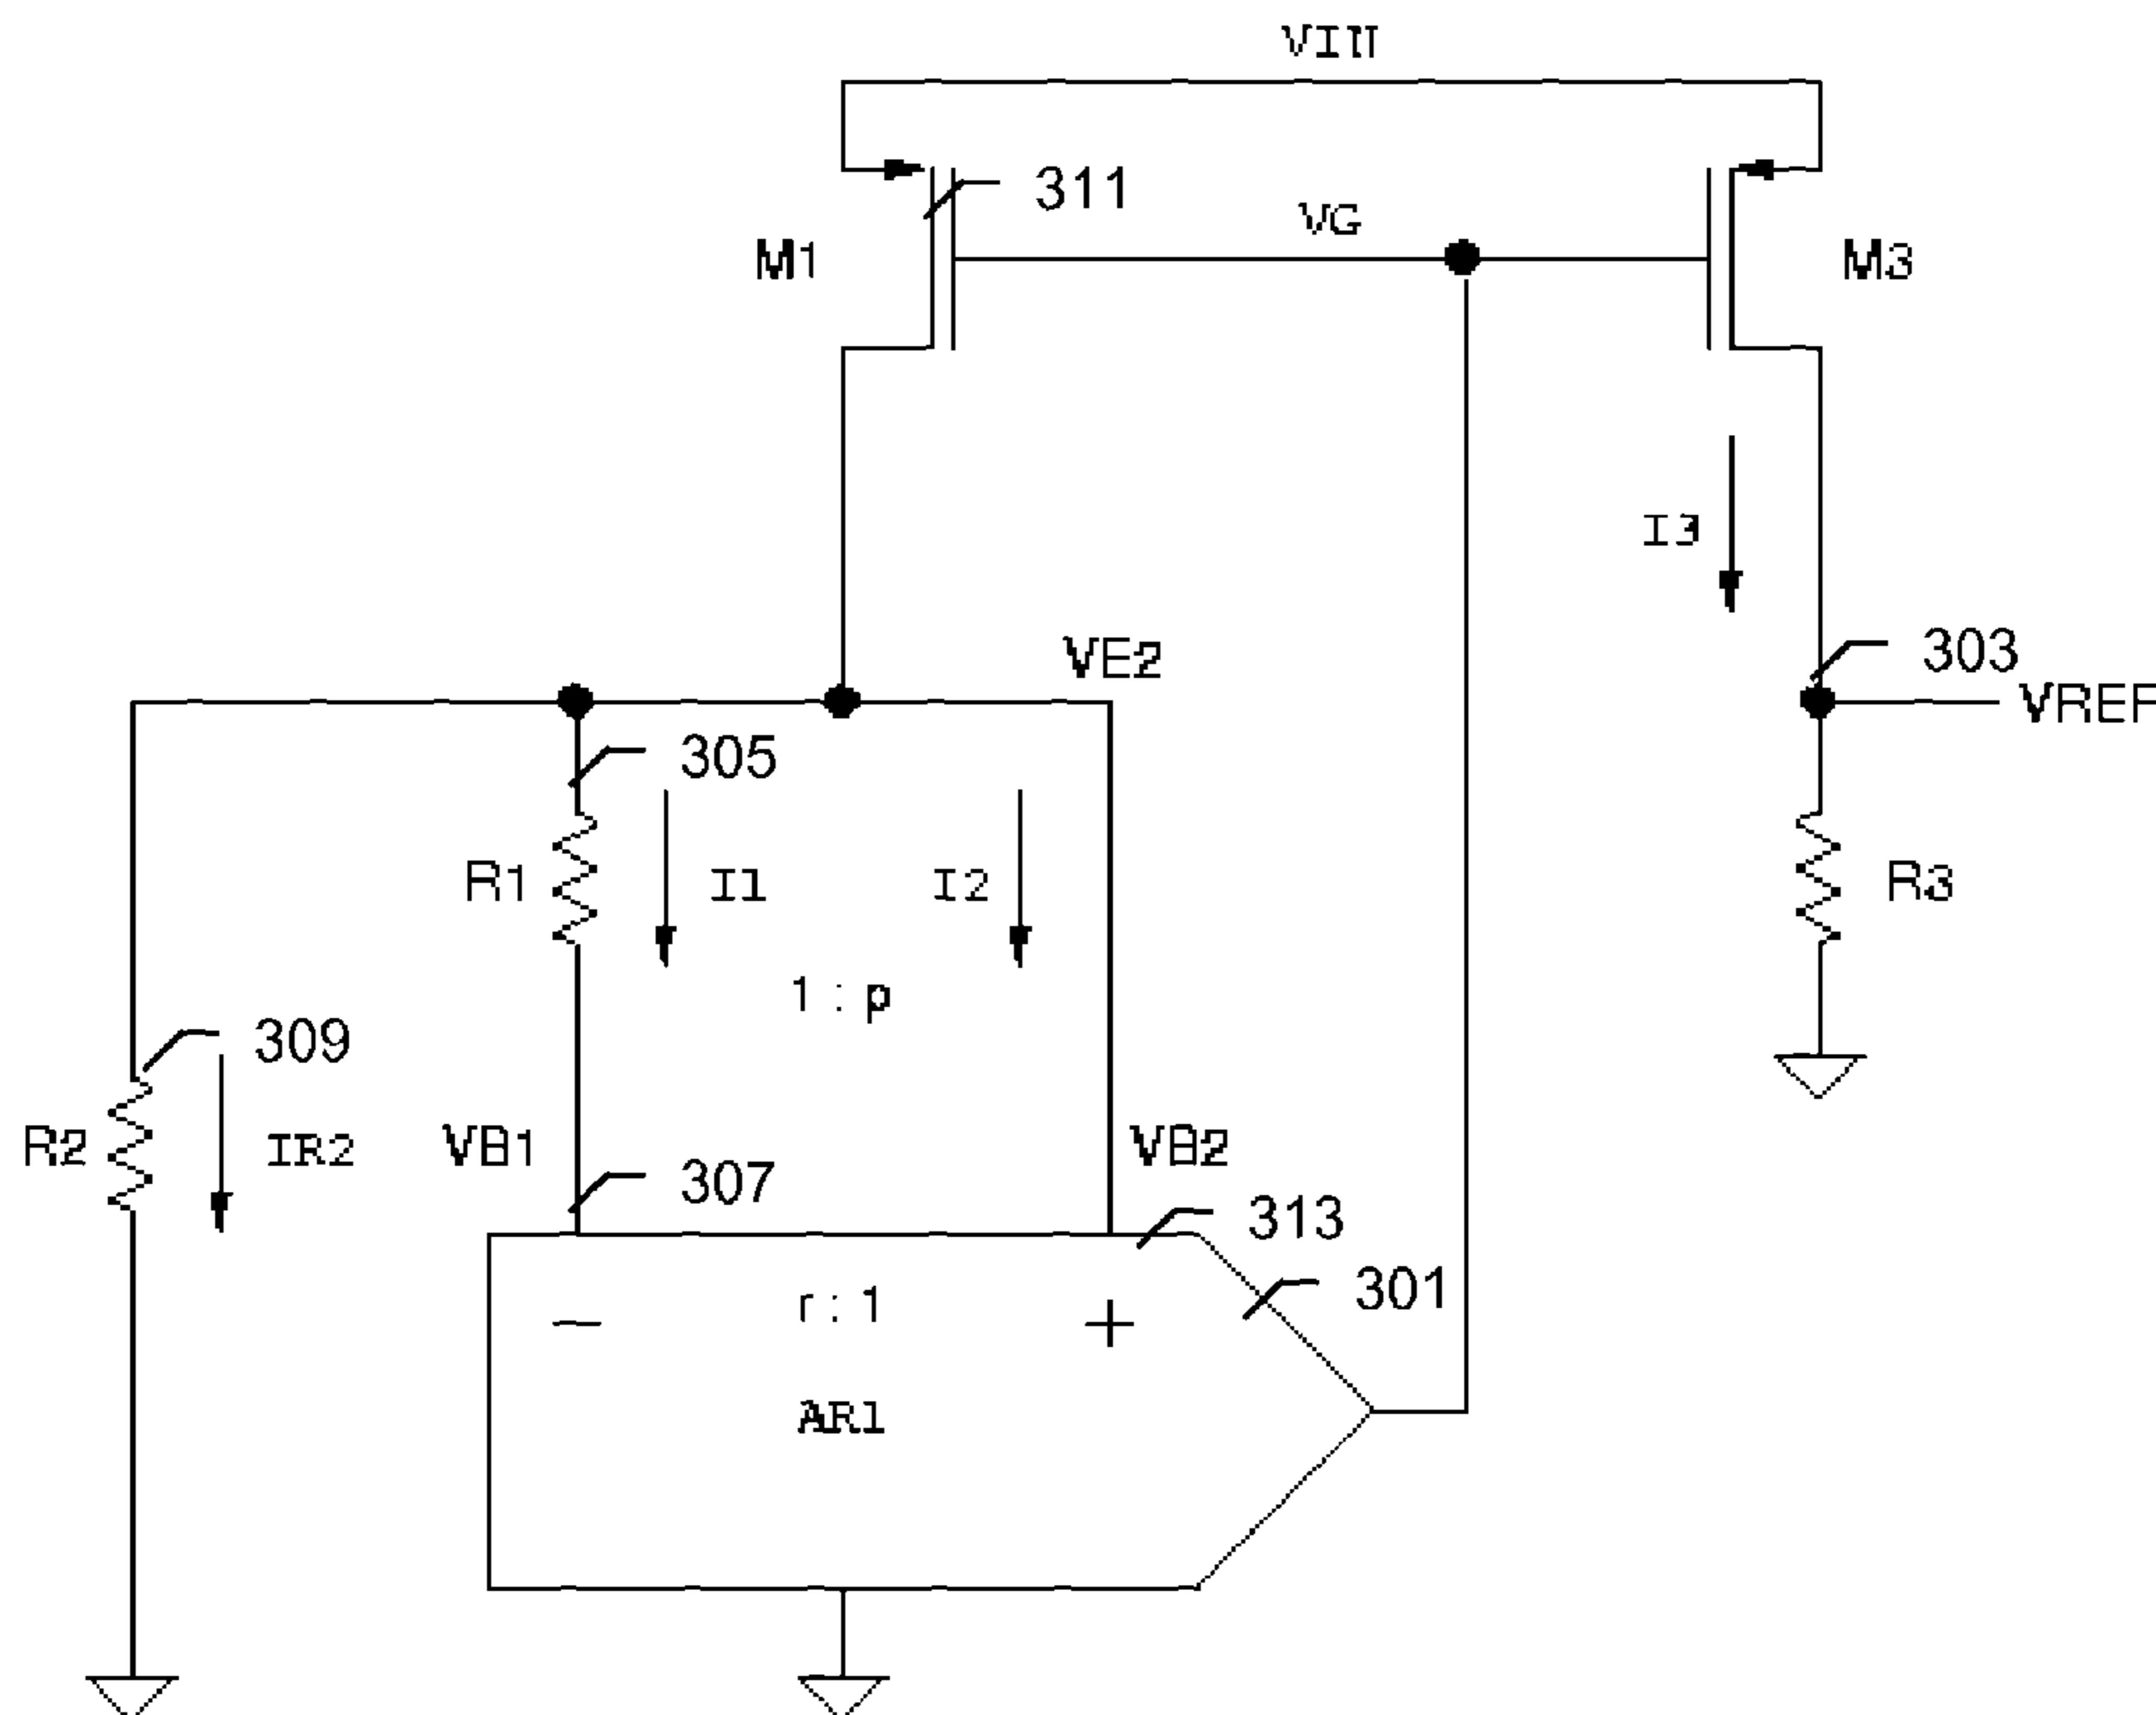 VIN
311
VG
M1
M3
I3
VE2
303
VREF
305
R1
I1
I2
R3
1 : p
309
R2
IR2
VB1
VB2
307
313
r : 1
301
− +
AR1